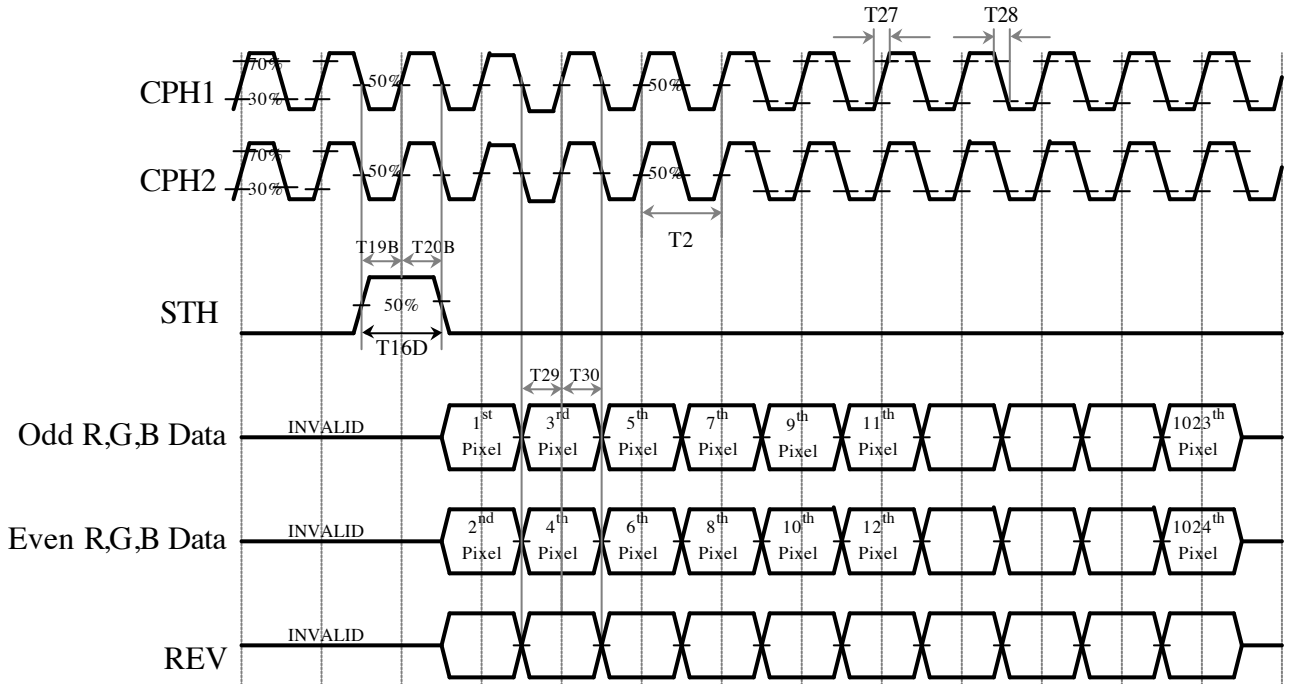 T27 T28
CPH1 70% 30% 50% 50%
CPH2 70% 30% 50% 50%
T2
T19B T20B
STH 50%
T16D
T29 T30
Odd R,G,B Data INVALID 1st Pixel 3rd Pixel 5th Pixel 7th Pixel 9th Pixel 11th Pixel 1023th Pixel
Even R,G,B Data INVALID 2nd Pixel 4th Pixel 6th Pixel 8th Pixel 10th Pixel 12th Pixel 1024th Pixel
REV INVALID